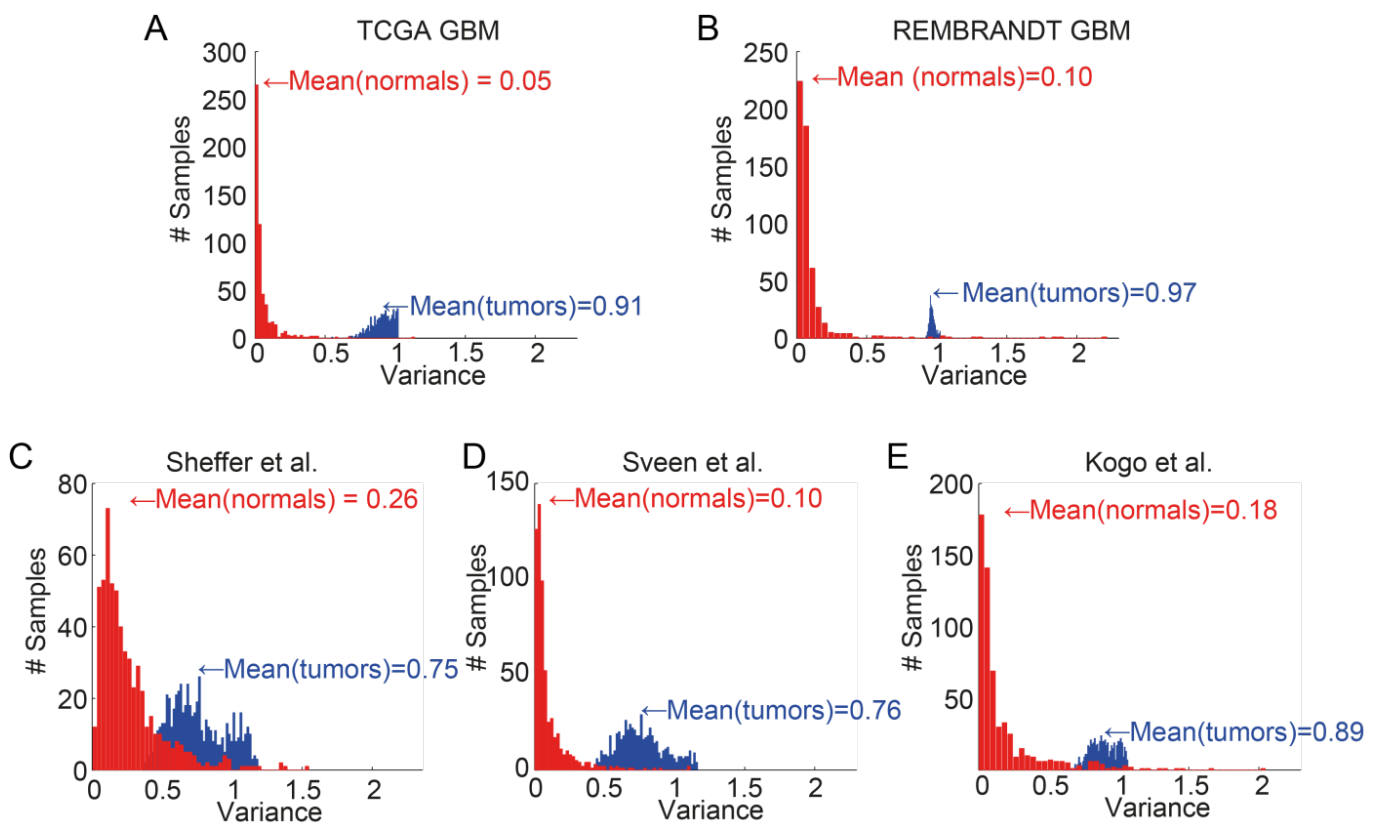 A
TCGA GBM
300
250
200
150
100
50
0
# Samples
←Mean(normals) = 0.05
←Mean(tumors)=0.91
0
0.5
1
1.5
2
Variance
B
REMBRANDT GBM
250
200
150
100
50
0
# Samples
←Mean (normals)=0.10
←Mean(tumors)=0.97
0
0.5
1
1.5
2
Variance
C
Sheffer et al.
80
60
40
20
0
# Samples
←Mean(normals) = 0.26
←Mean(tumors)=0.75
0
0.5
1
1.5
2
Variance
D
Sveen et al.
150
100
50
0
# Samples
←Mean(normals)=0.10
←Mean(tumors)=0.76
0
0.5
1
1.5
2
Variance
E
Kogo et al.
200
150
100
50
# Samples
←Mean(normals)=0.18
←Mean(tumors)=0.89
0
0.5
1
1.5
2
Variance